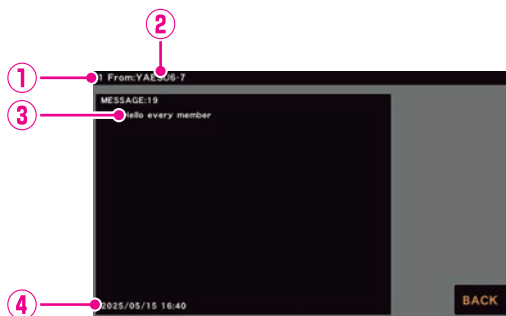 ②
① 1 From:YAESU6-7
MESSAGE:19
③ Hello every member
④ 2025/05/15 16:40
BACK